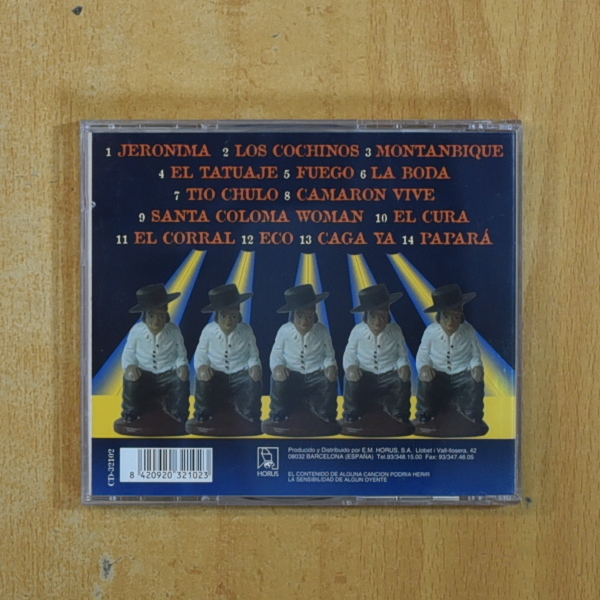 1 JERONIMA 2 LOS COCHINOS 3 MONTANBIQUE
4 EL TATUAJE 5 FUEGO 6 LA BODA
7 TIO CHULO 8 CAMARON VIVE
9 SANTA COLOMA WOMAN 10 EL CURA
11 EL CORRAL 12 ECO 13 CAGA YA 14 PAPARÁ
CD-32102
8 420920 321023
HORUS
Producido y Distribuido por E.M. HORUS, S.A. Llobet i Vall-llosera, 42
08032 BARCELONA (ESPAÑA) Tel.93/348.15.00 Fax: 93/347 46 05
EL CONTENIDO DE ALGUNA CANCION PODRIA HERIR
LA SENSIBILIDAD DE ALGUN OYENTE